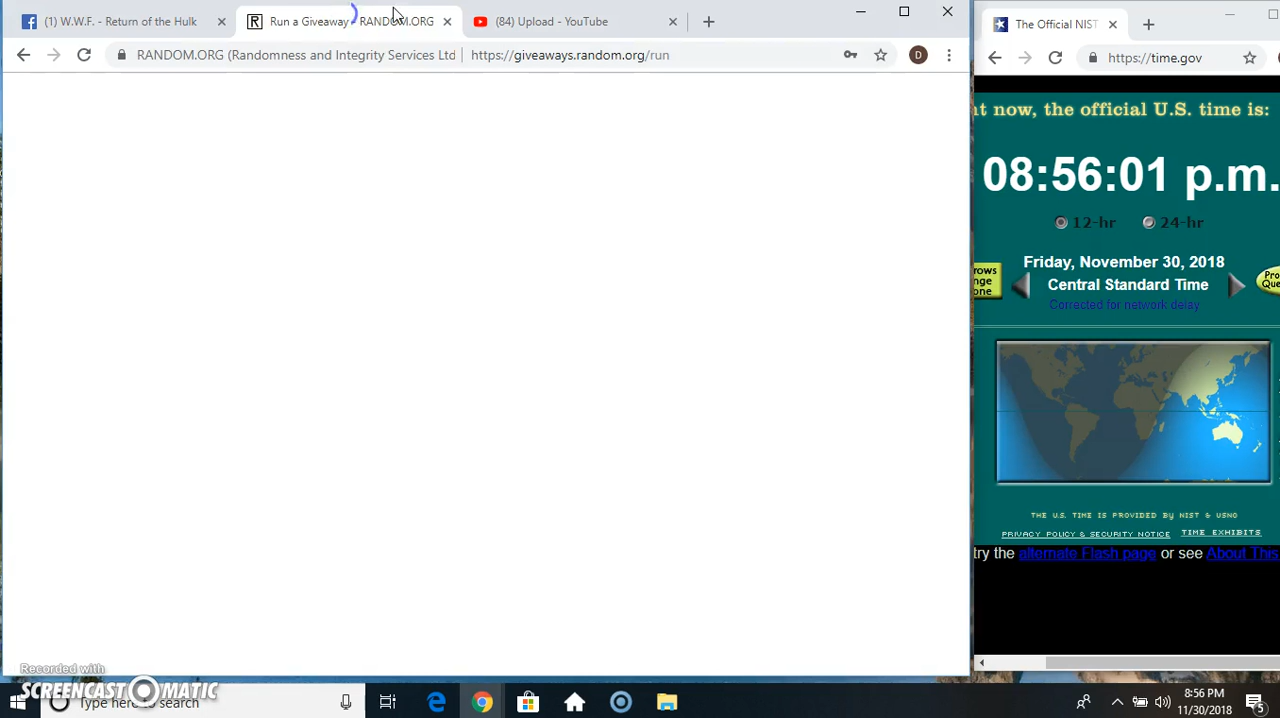 (1) W.W.F. - Return of the Hulk
Run a Giveaway - RANDOM.ORG
(84) Upload - YouTube
RANDOM.ORG (Randomness and Integrity Services Ltd
https://giveaways.random.org/run
D
The Official NIST
https://time.gov
nt now, the official U.S. time is:
08:56:01 p.m.
12-hr
24-hr
Friday, November 30, 2018
Central Standard Time
Corrected for network delay
THE U.S. TIME IS PROVIDED BY NIST & USNO
PRIVACY POLICY & SECURITY NOTICE
TIME EXHIBITS
try the alternate Flash page or see About This
Recorded with
SCREENCAST-O-MATIC
Type here to search
8:56 PM
11/30/2018
5